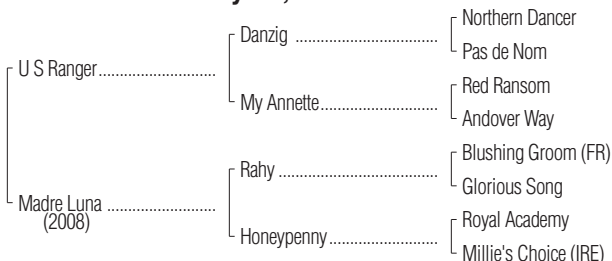 Northern Dancer
Danzig
Pas de Nom
U S Ranger
Red Ransom
My Annette
Andover Way
Blushing Groom (FR)
Rahy
Glorious Song
Madre Luna
(2008)
Royal Academy
Honeypenny
Millie's Choice (IRE)